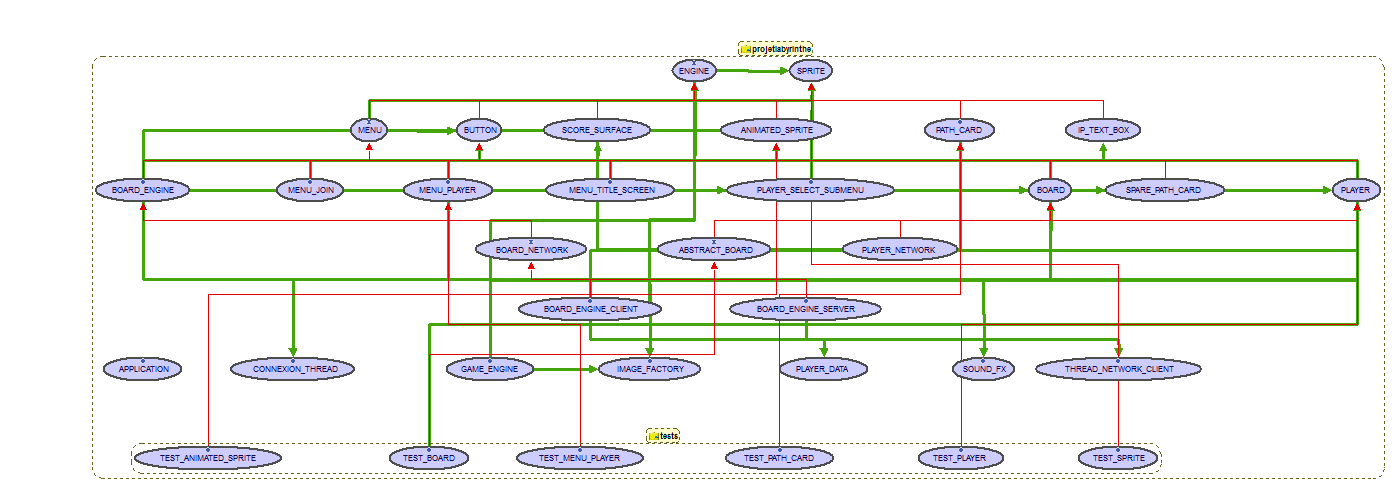 projetlabyrinthe
ENGINE SPRITE
MENU BUTTON SCORE_SURFACE ANIMATED_SPRITE PATH_CARD IP_TEXT_BOX
BOARD_ENGINE MENU_JOIN MENU_PLAYER MENU_TITLE_SCREEN PLAYER_SELECT_SUBMENU BOARD SPARE_PATH_CARD PLAYER
BOARD_NETWORK ABSTRACT_BOARD PLAYER_NETWORK
BOARD_ENGINE_CLIENT BOARD_ENGINE_SERVER
APPLICATION CONNEXION_THREAD GAME_ENGINE IMAGE_FACTORY PLAYER_DATA SOUND_FX THREAD_NETWORK_CLIENT
tests
TEST_ANIMATED_SPRITE TEST_BOARD TEST_MENU_PLAYER TEST_PATH_CARD TEST_PLAYER TEST_SPRITE